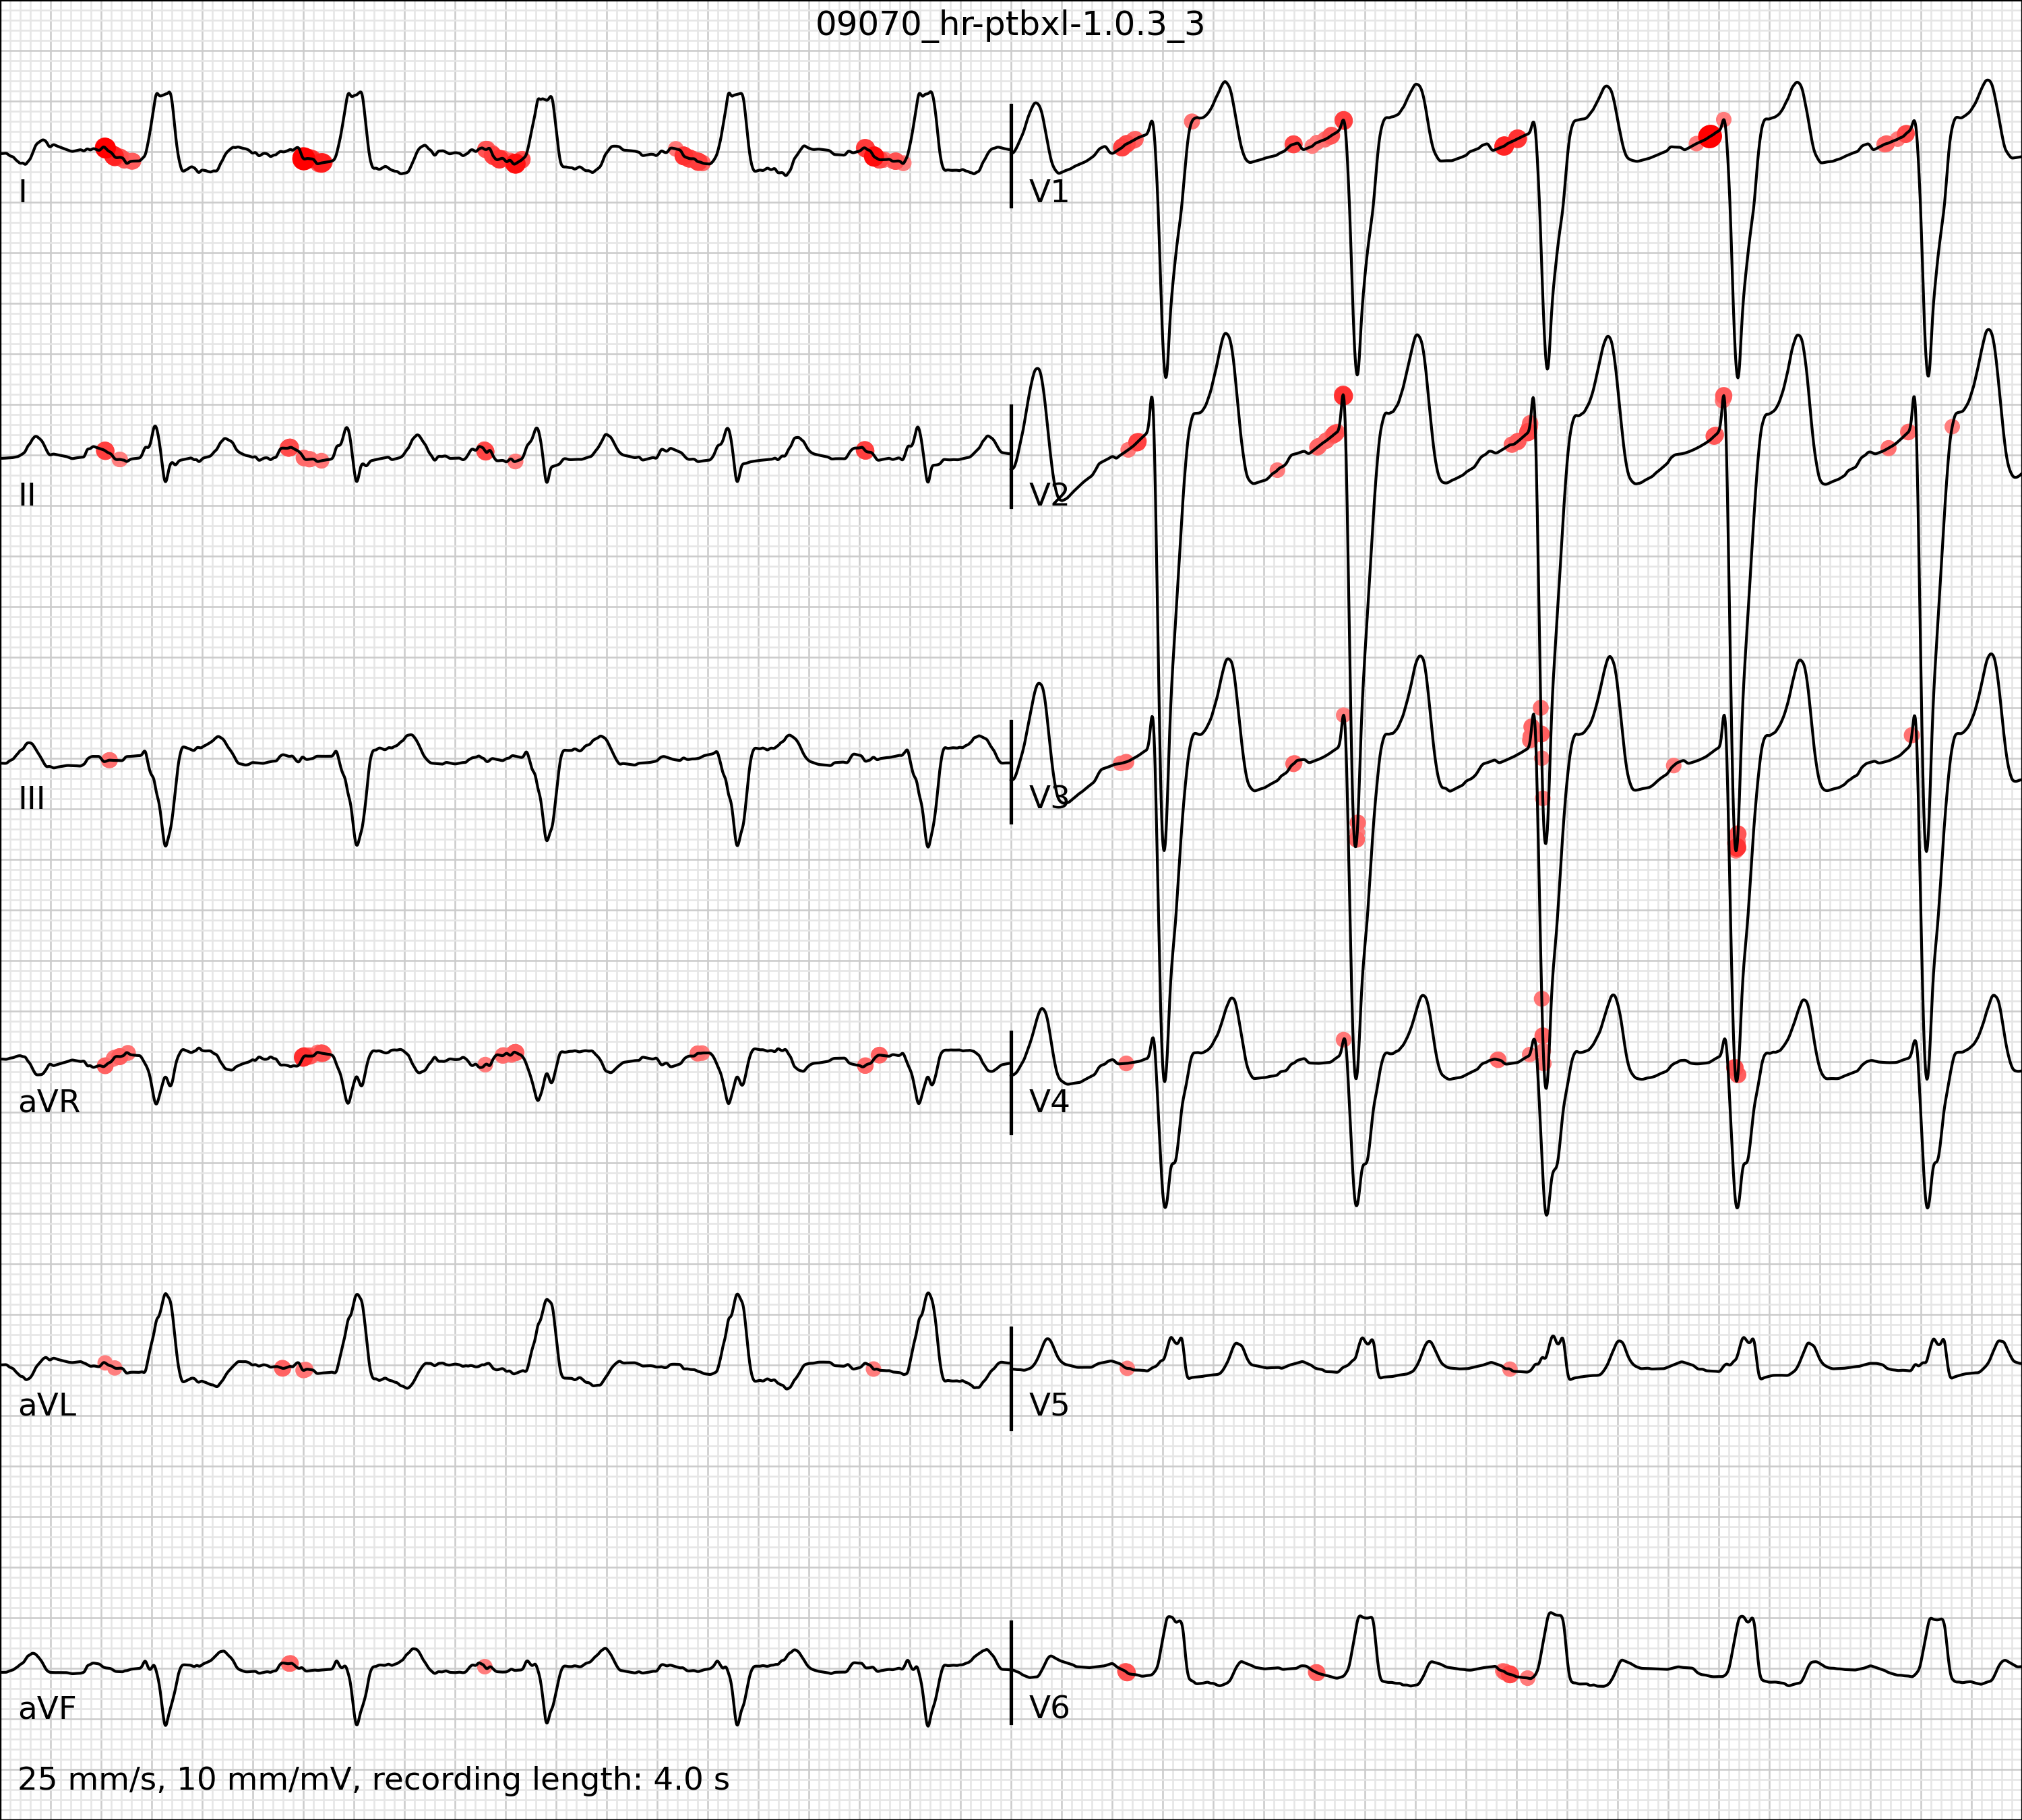 09070_hr-ptbxl-1.0.3_3
I
V1
II
V2
III
V3
aVR
V4
aVL
V5
aVF
V6
25 mm/s, 10 mm/mV, recording length: 4.0 s